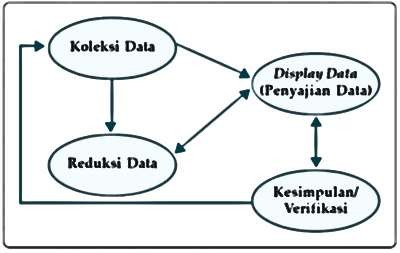 Koleksi Data
Display Data
(Penyajian Data)
Reduksi Data
Kesimpulan/
Verifikasi